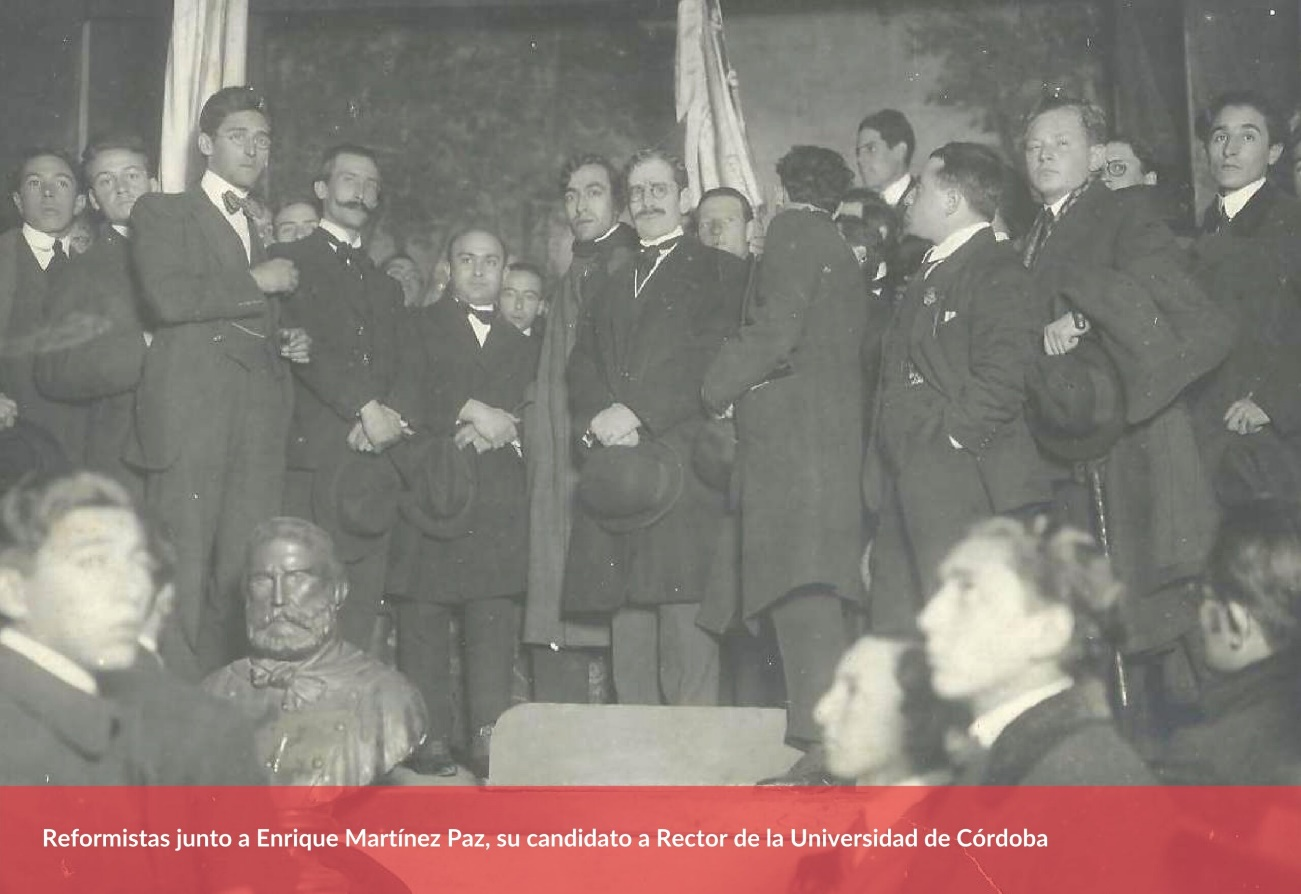 Reformistas junto a Enrique Martínez Paz, su candidato a Rector de la Universidad de Córdoba